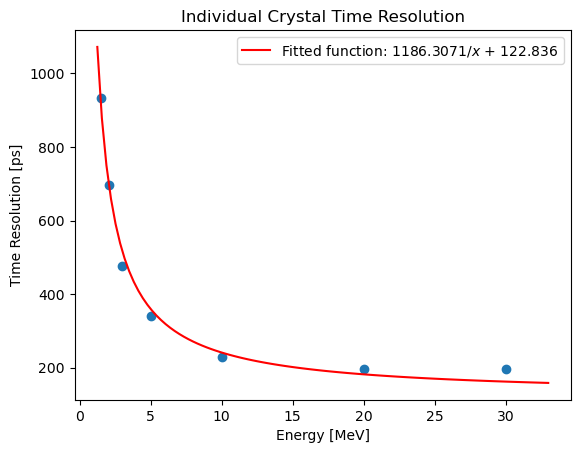 Individual Crystal Time Resolution
Fitted function: 1186.3071/x + 122.836
Time Resolution [ps]
1000
800
600
400
200
0 5 10 15 20 25 30
Energy [MeV]